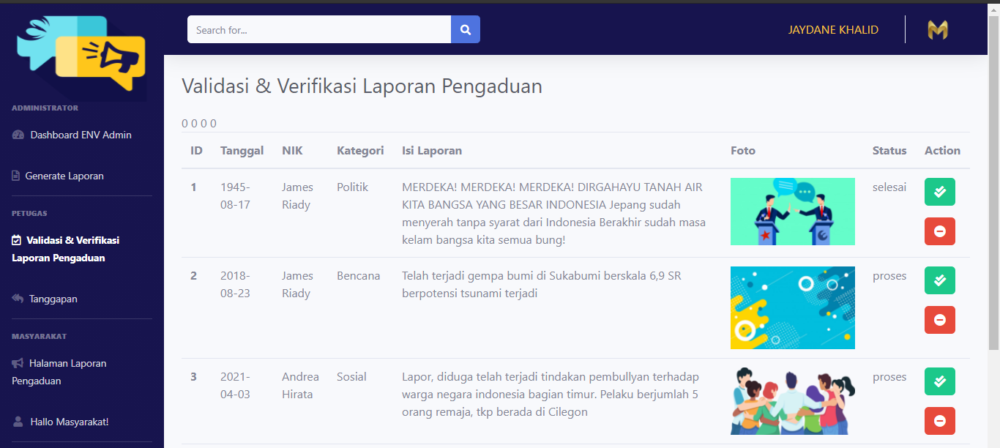 Search for...
JAYDANE KHALID
ADMINISTRATOR
Dashboard ENV Admin
Generate Laporan
PETUGAS
Validasi & Verifikasi
Laporan Pengaduan
Tanggapan
MASYARAKAT
Halaman Laporan
Pengaduan
Hallo Masyarakat!
Validasi & Verifikasi Laporan Pengaduan
0 0 0 0
ID Tanggal NIK Kategori Isi Laporan Foto Status Action
1 1945- James Politik MERDEKA! MERDEKA! MERDEKA! DIRGAHAYU TANAH AIR selesai
08-17 Riady KITA BANGSA YANG BESAR INDONESIA Jepang sudah
menyerah tanpa syarat dari Indonesia Berakhir sudah masa
kelam bangsa kita semua bung!
2 2018- James Bencana Telah terjadi gempa bumi di Sukabumi berskala 6,9 SR proses
08-23 Riady berpotensi tsunami terjadi
3 2021- Andrea Sosial Lapor, diduga telah terjadi tindakan pembullyan terhadap proses
04-03 Hirata warga negara indonesia bagian timur. Pelaku berjumlah 5
orang remaja, tkp berada di Cilegon